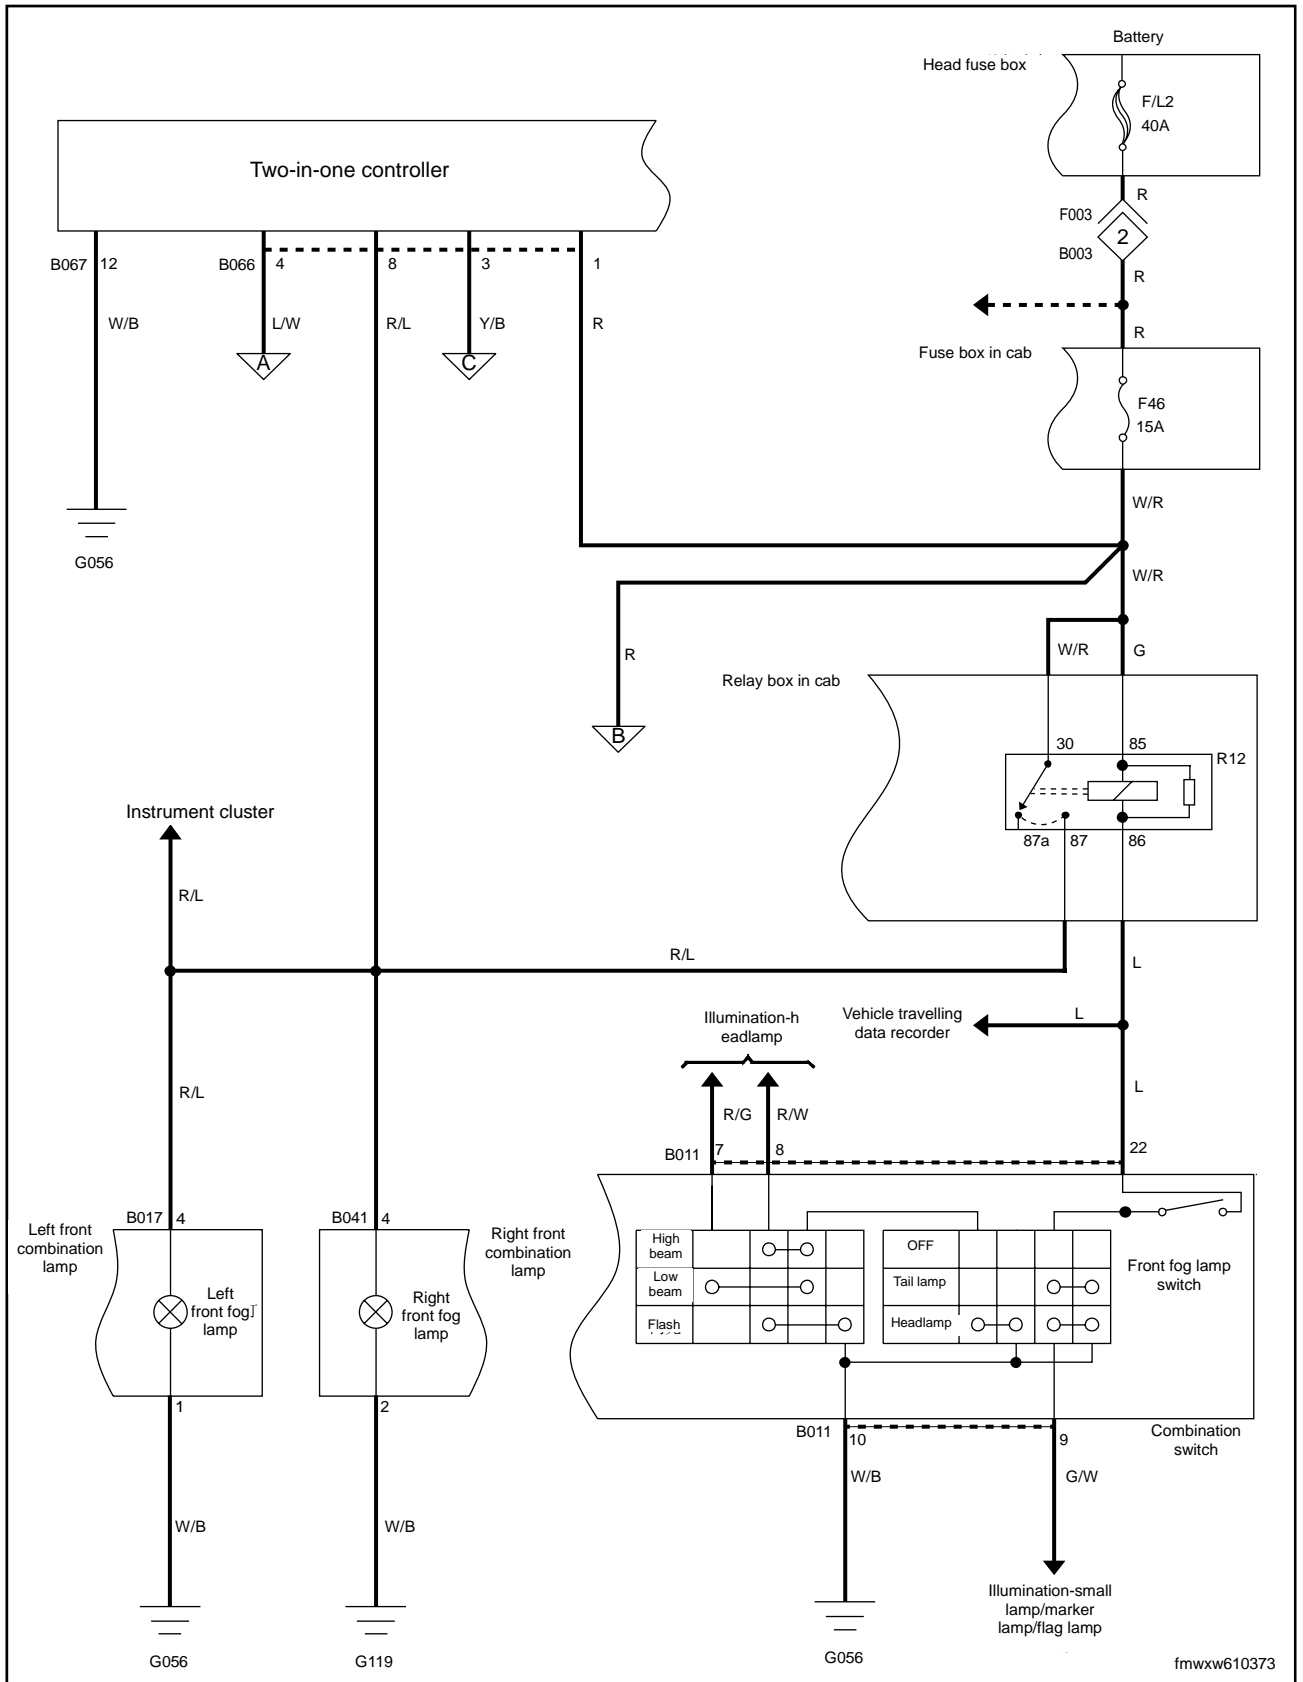 Battery
Head fuse box
F/L2
40A
R
F003
2
B003
R
R
Fuse box in cab
F46
15A
W/R
W/R
Two-in-one controller
B067
12
B066
4
8
3
1
W/B
L/W
R/L
Y/B
R
A
C
G056
R
B
W/R
G
Relay box in cab
30
85
R12
87a
87
86
Instrument cluster
R/L
R/L
L
Illumination-h
eadlamp
Vehicle travelling
data recorder
L
R/L
R/G
R/W
L
B011
7
8
22
Left front
combination
lamp
B017
4
Left
front fog
lamp
1
B041
4
Right front
combination
lamp
Right
front fog
lamp
2
High
beam
Low
beam
Flash
OFF
Tail lamp
Headlamp
Front fog lamp
switch
B011
10
9
Combination
switch
W/B
G/W
W/B
W/B
Illumination-small
lamp/marker
lamp/flag lamp
G056
G119
G056
fmwxw610373